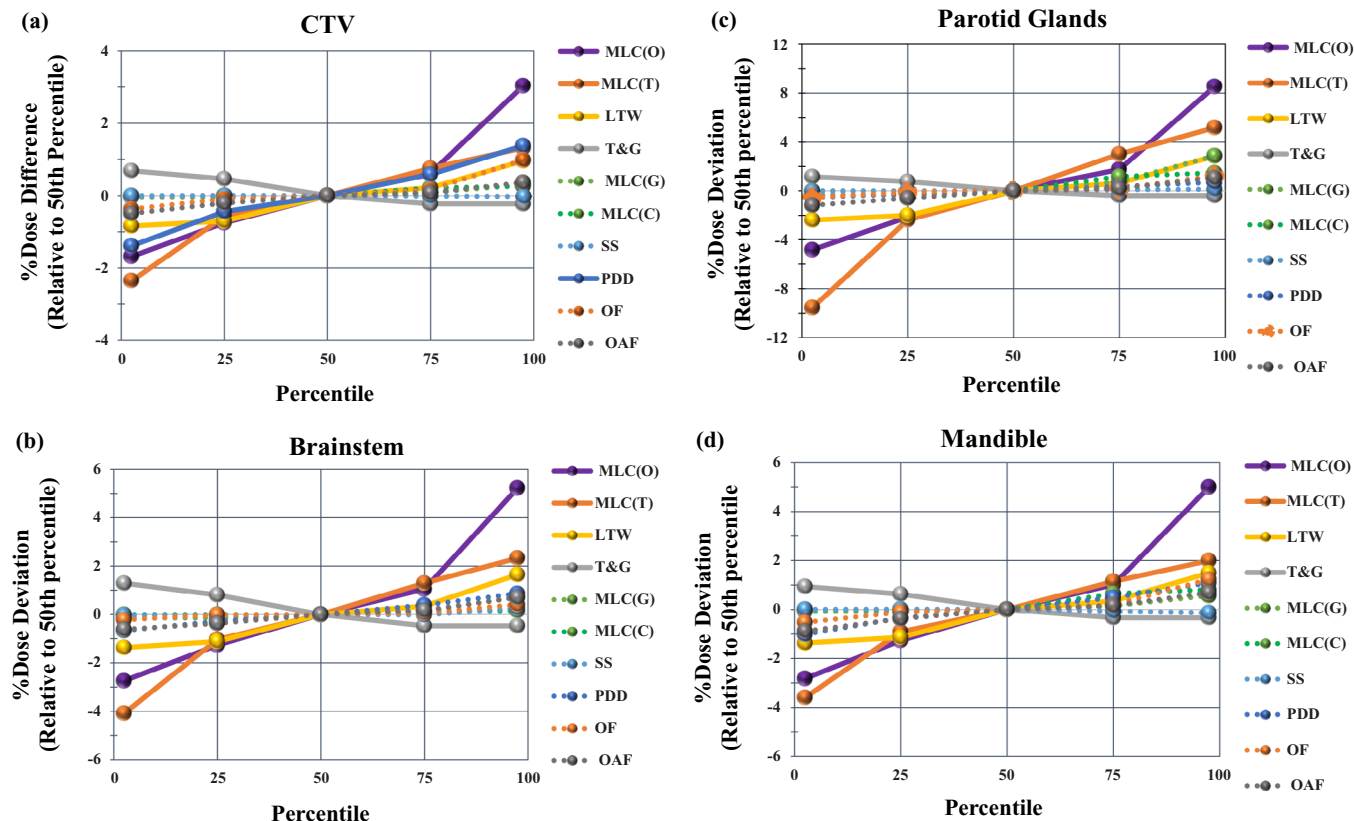 (a)
CTV
%Dose Difference
(Relative to 50th Percentile)
4
2
0
-2
-4
0 25 50 75 100
Percentile
MLC(O)
MLC(T)
LTW
T&G
MLC(G)
MLC(C)
SS
PDD
OF
OAF
(c)
Parotid Glands
%Dose Deviation
(Relative to 50th Percentile)
12
8
4
0
-4
-8
-12
0 25 50 75 100
Percentile
MLC(O)
MLC(T)
LTW
T&G
MLC(G)
MLC(C)
SS
PDD
OF
OAF
(b)
Brainstem
%Dose Deviation
(Relative to 50th percentile)
6
4
2
0
-2
-4
-6
0 25 50 75 100
Percentile
MLC(O)
MLC(T)
LTW
T&G
MLC(G)
MLC(C)
SS
PDD
OF
OAF
(d)
Mandible
%Dose Deviation
(Relative to 50th percentile
6
4
2
0
-2
-4
-6
0 25 50 75 100
Percentile
MLC(O)
MLC(T)
LTW
T&G
MLC(G)
MLC(C)
SS
PDD
OF
OAF